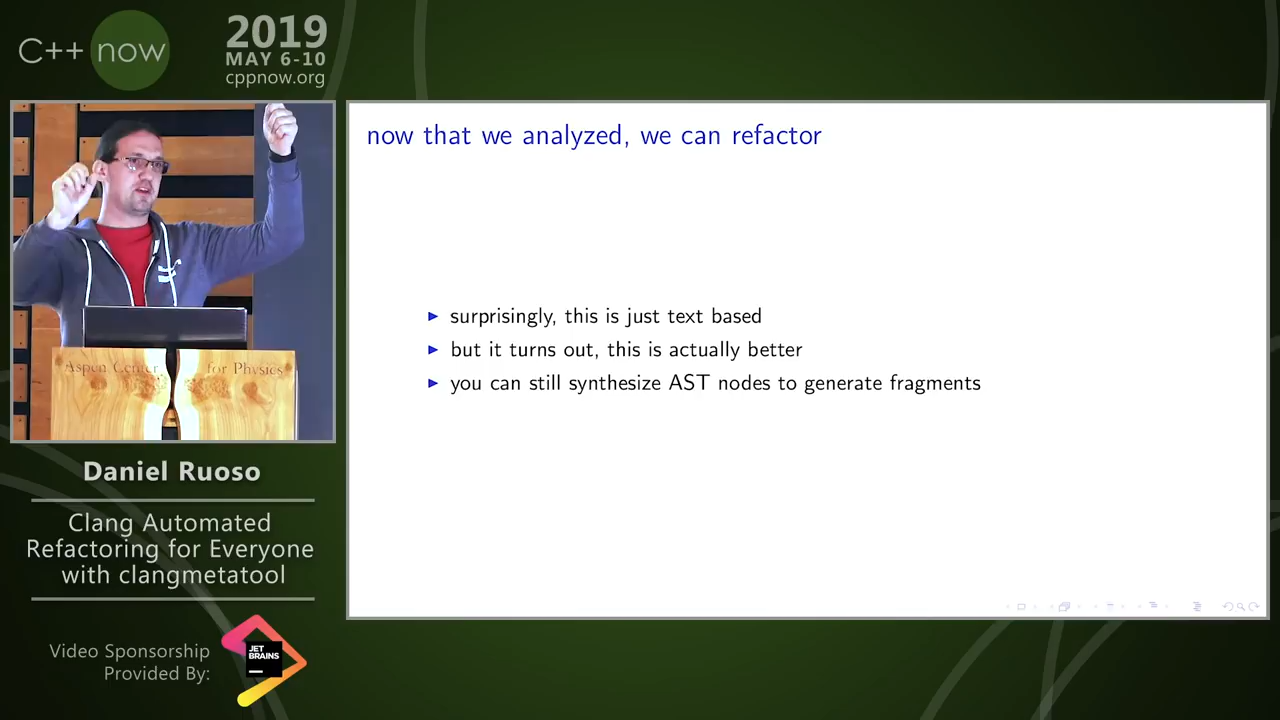 C++ now
2019
MAY 6-10
cppnow.org
now that we analyzed, we can refactor
surprisingly, this is just text based
but it turns out, this is actually better
you can still synthesize AST nodes to generate fragments
Aspen Center for Physics
Daniel Ruoso
Clang Automated
Refactoring for Everyone
with clangmetatool
Video Sponsorship
Provided By:
JET
BRAINS